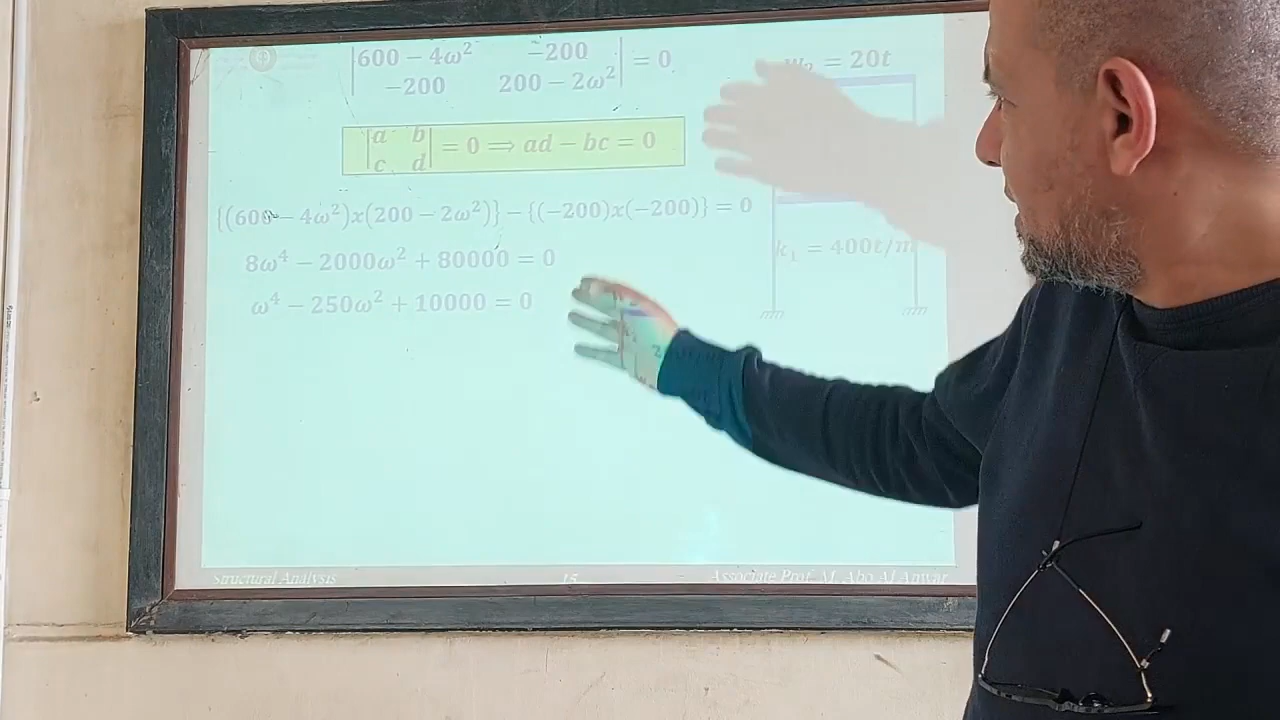 |600 − 4ω² −200| = 0
|−200 200 − 2ω²|
= 20t
|a b|
|c d| = 0 ⟹ ad − bc = 0
{(600 − 4ω²)x(200 − 2ω²)} − {(−200)x(−200)} = 0
8ω⁴ − 2000ω² + 80000 = 0
k₁ = 400t/m
ω⁴ − 250ω² + 10000 = 0
Structural Analysis 15 Associate Prof. M. Abo Al Anwar